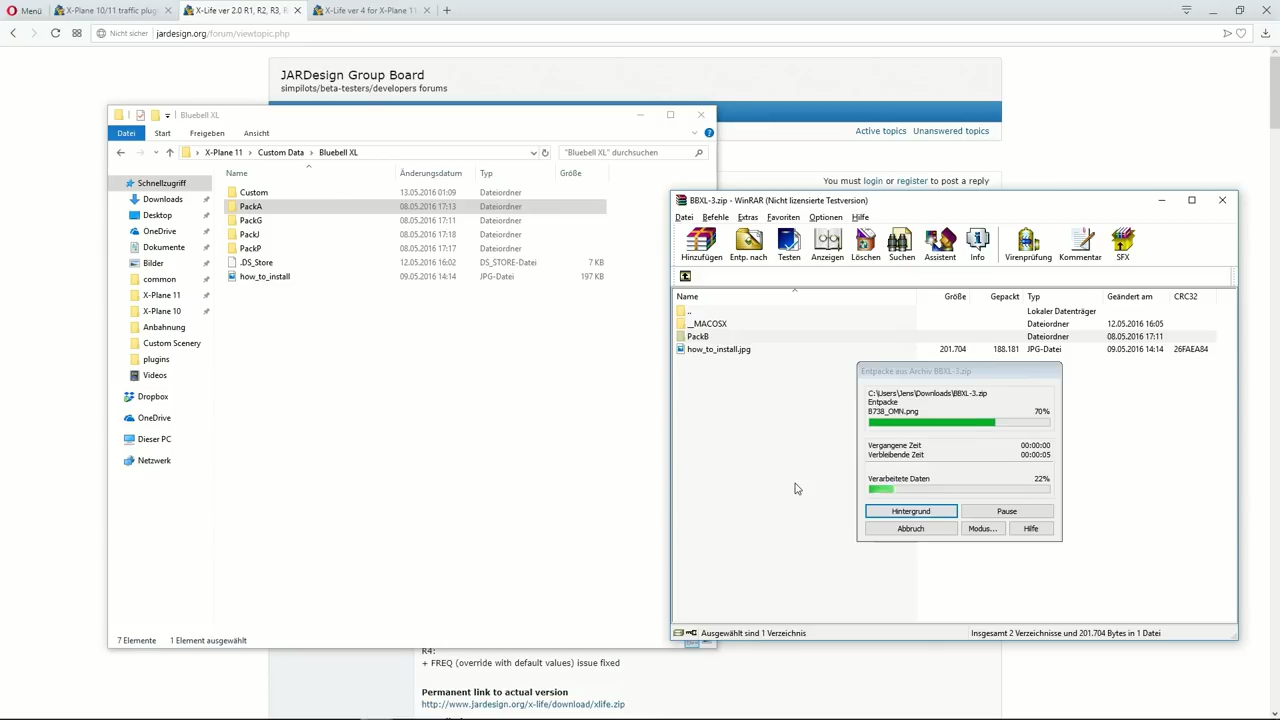 Menü
X-Plane 10/11 traffic plug
X-Life ver 2.0 R1, R2, R3, R
X-Life ver 4 for X-Plane 11
Nicht sicher jardesign.org/forum/viewtopic.php
JARDesign Group Board
simpilots/beta-testers/developers forums
Active topics Unanswered topics
You must login or register to post a reply
Bluebell XL
Datei Start Freigeben Ansicht
X-Plane 11 > Custom Data > Bluebell XL
"Bluebell XL" durchsuchen
Name Änderungsdatum Typ Größe
Schnellzugriff
Downloads
Desktop
OneDrive
Dokumente
Bilder
common
X-Plane 11
X-Plane 10
Anbahnung
Custom Scenery
plugins
Videos
Dropbox
OneDrive
Dieser PC
Netzwerk
Custom 13.05.2016 01:09 Dateiordner
PackA 08.05.2016 17:13 Dateiordner
PackG 08.05.2016 17:11 Dateiordner
PackJ 08.05.2016 17:18 Dateiordner
PackP 08.05.2016 17:17 Dateiordner
.DS_Store 12.05.2016 16:02 DS_STORE-Datei 7 KB
how_to_install 09.05.2016 14:14 JPG-Datei 197 KB
7 Elemente 1 Element ausgewählt
BBXL-3.zip - WinRAR (Nicht lizensierte Testversion)
Datei Befehle Extras Favoriten Optionen Hilfe
Hinzufügen Entp. nach Testen Anzeigen Löschen Suchen Assistent Info Virenprüfung Kommentar SFX
Name Größe Gepackt Typ Geändert am CRC32
.. Lokaler Datenträger
__MACOSX Dateiordner 12.05.2016 16:05
PackB Dateiordner 08.05.2016 17:11
how_to_install.jpg 201.704 188.181 JPG-Datei 09.05.2016 14:14 26FAEA84
Entpacke aus Archiv BBXL-3.zip
C:\Users\Jens\Downloads\BBXL-3.zip
Entpacke
B738_OMN.png 70%
Vergangene Zeit 00:00:00
Verbleibende Zeit 00:00:05
Verarbeitete Daten 22%
Hintergrund Pause
Abbruch Modus... Hilfe
Ausgewählt sind 1 Verzeichnis
Insgesamt 2 Verzeichnisse und 201.704 Bytes in 1 Datei
R4:
+ FREQ (override with default values) issue fixed
Permanent link to actual version
http://www.jardesign.org/x-life/download/xlife.zip